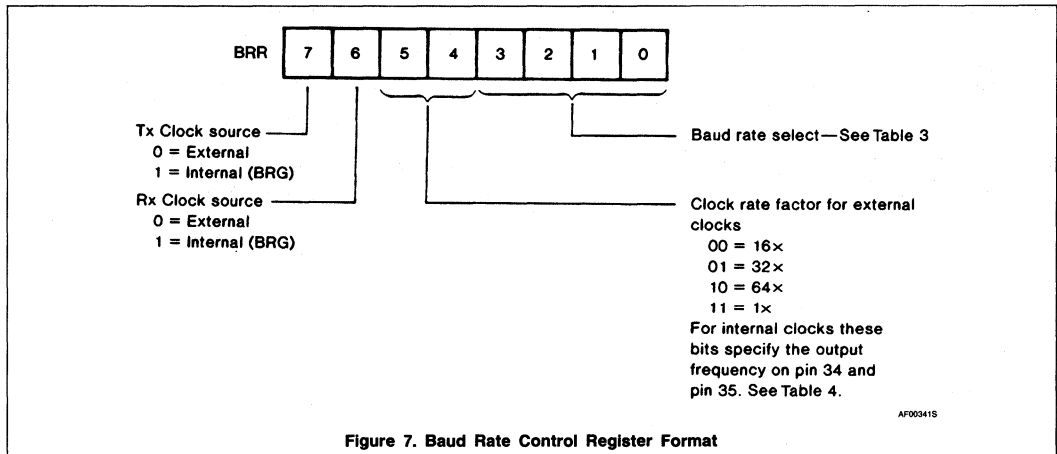 BRR 7 6 5 4 3 2 1 0
Tx Clock source
0 = External
1 = Internal (BRG)
Rx Clock source
0 = External
1 = Internal (BRG)
Baud rate select—See Table 3
Clock rate factor for external
clocks
00 = 16×
01 = 32×
10 = 64×
11 = 1×
For internal clocks these
bits specify the output
frequency on pin 34 and
pin 35. See Table 4.
AF00341S
Figure 7. Baud Rate Control Register Format